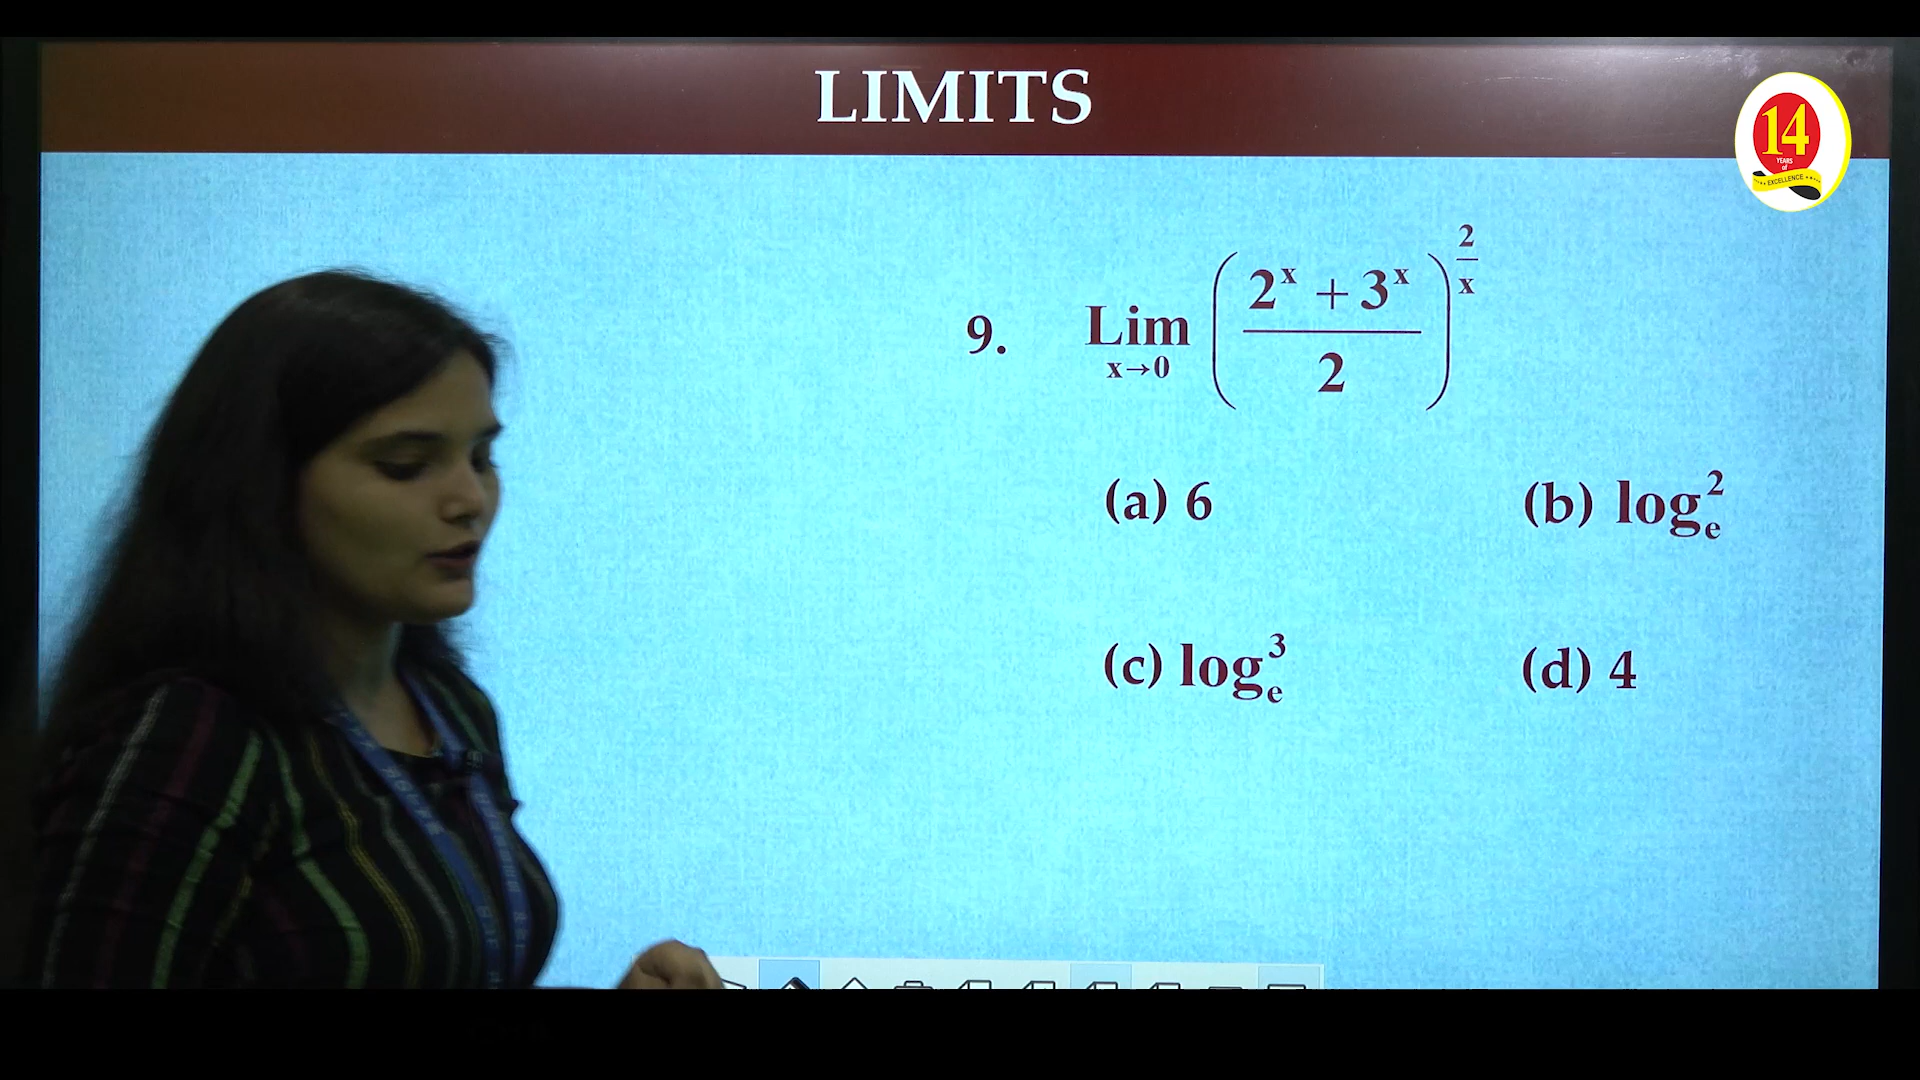 LIMITS
14
YEARS
of
EXCELLENCE
9. Lim x→0 ( 2^x + 3^x / 2 )^2/x
(a) 6 (b) log_e^2
(c) log_e^3 (d) 4